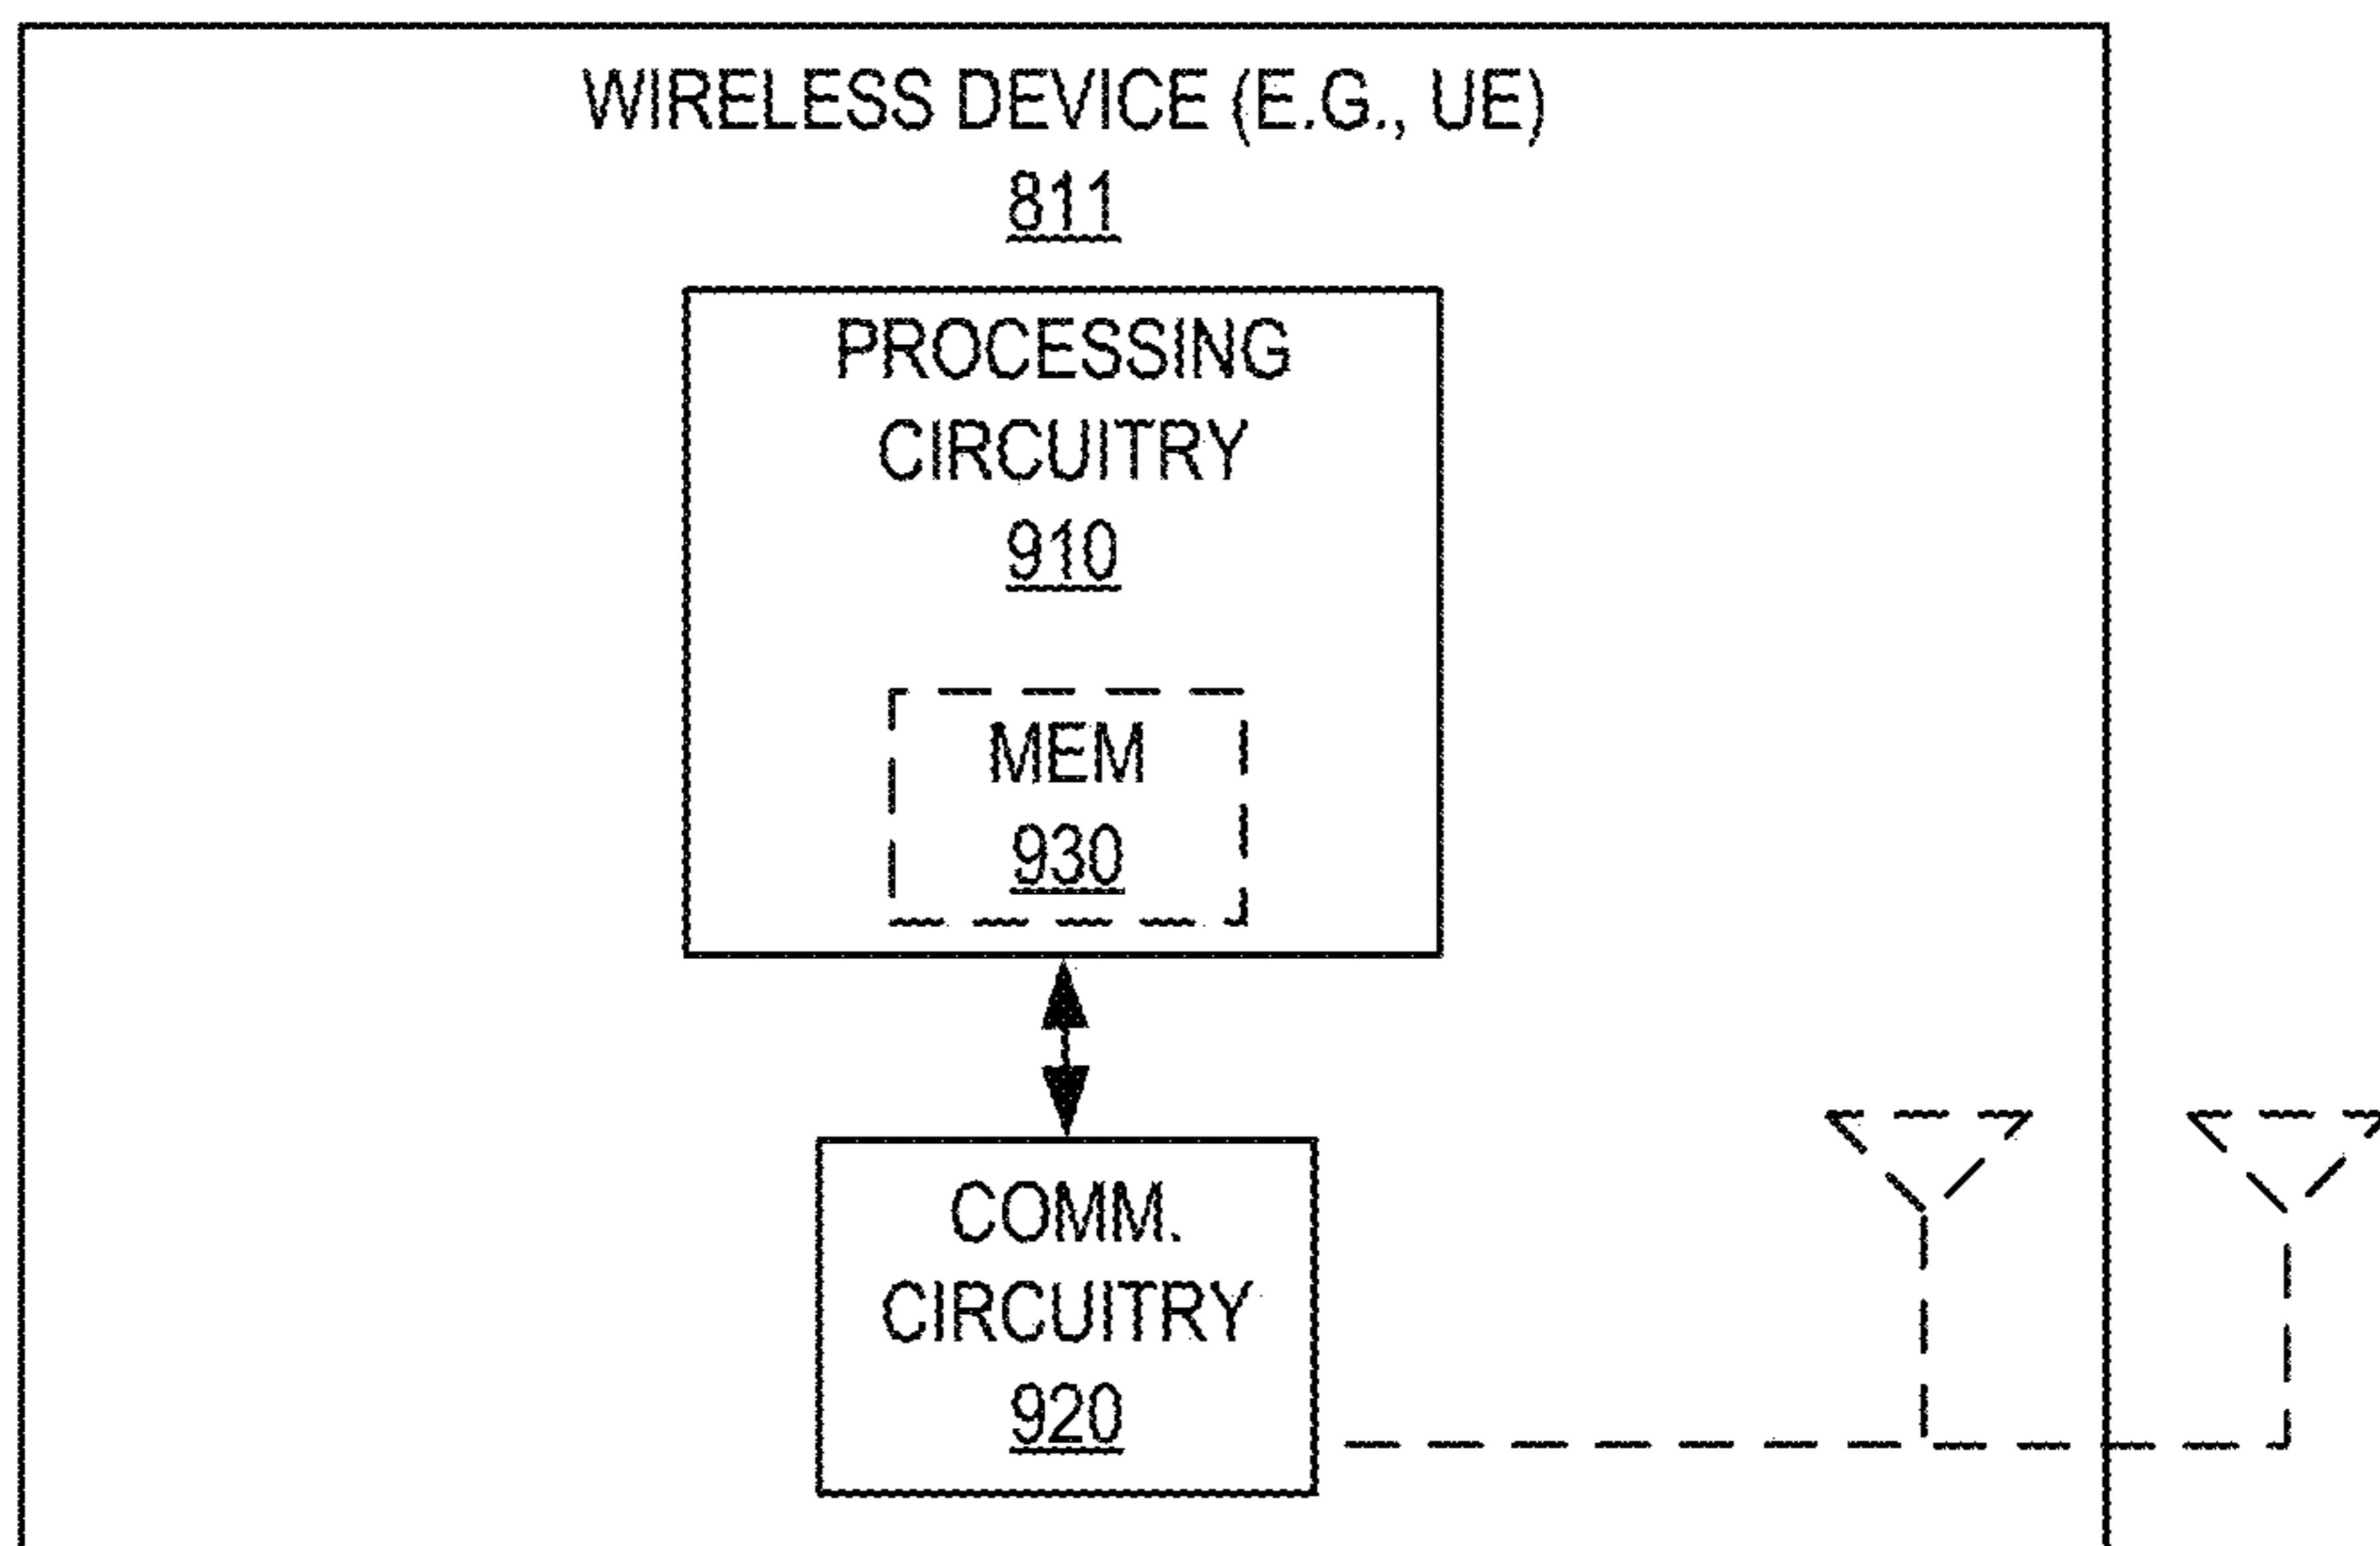 WIRELESS DEVICE (E.G., UE)
811
PROCESSING
CIRCUITRY
910
MEM
930
COMM.
CIRCUITRY
920